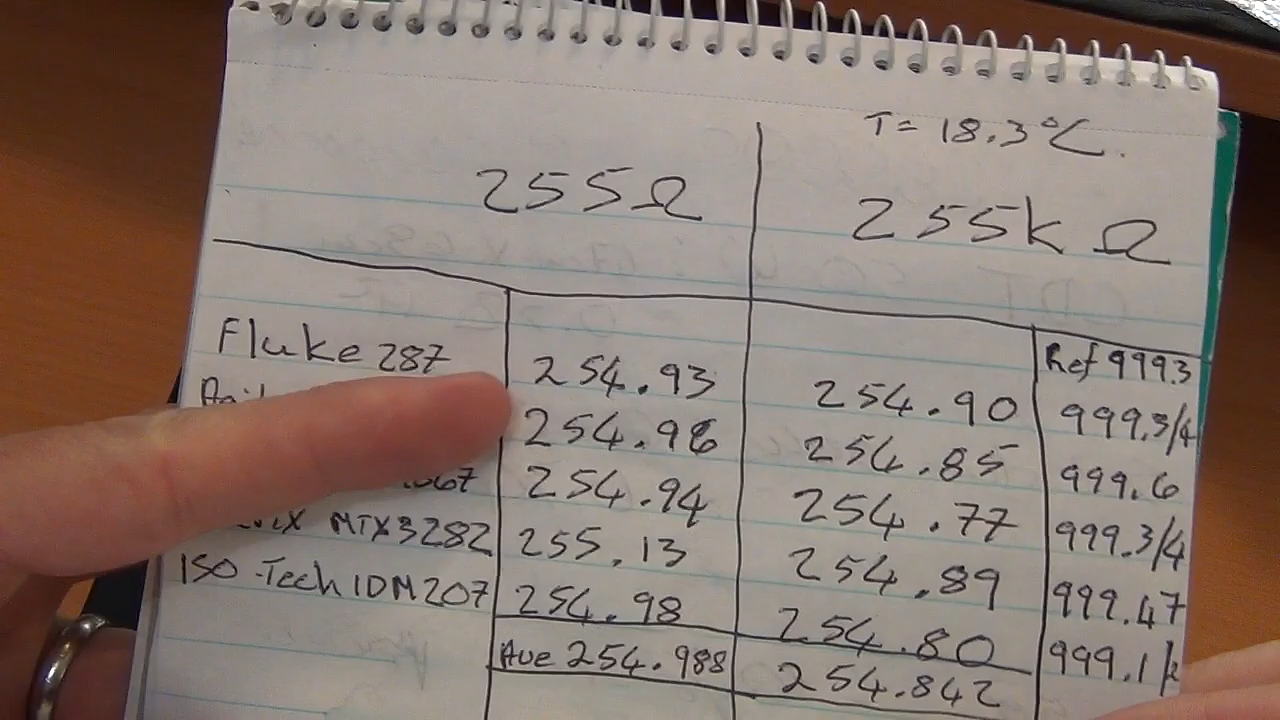 T= 18.3°C.
255Ω 255kΩ
Ref 999.3
Fluke 287 254.93 254.90 999.3/4
254.96 254.85 999.6
254.94 254.77 999.3/4
MTX3282 255.13 254.89 999.47
ISO-Tech IDM207 254.98 254.80 999.1/2
Ave 254.988 254.842